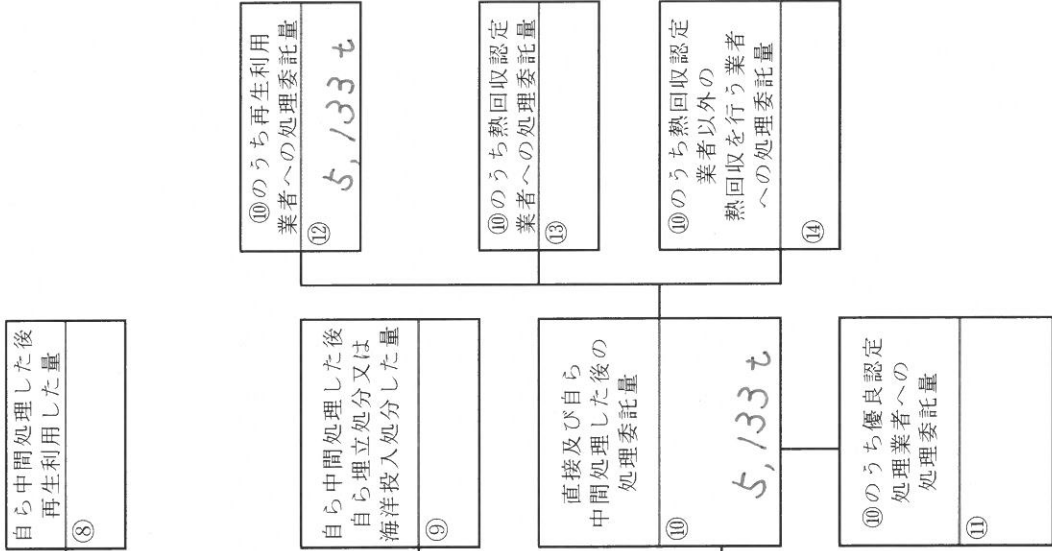 自ら中間処理した後
再生利用した量
⑧
自ら中間処理した後
自ら埋立処分又は
海洋投入処分した量
⑨
直接及び自ら
中間処理した後の
処理委託量
⑩
5,133 t
⑩のうち優良認定
処理業者への
処理委託量
⑪
⑩のうち再生利用
業者への処理委託量
⑫
5,133 t
⑩のうち熱回収認定
業者への処理委託量
⑬
⑩のうち熱回収認定
業者以外の
熱回収を行う業者
への処理委託量
⑭